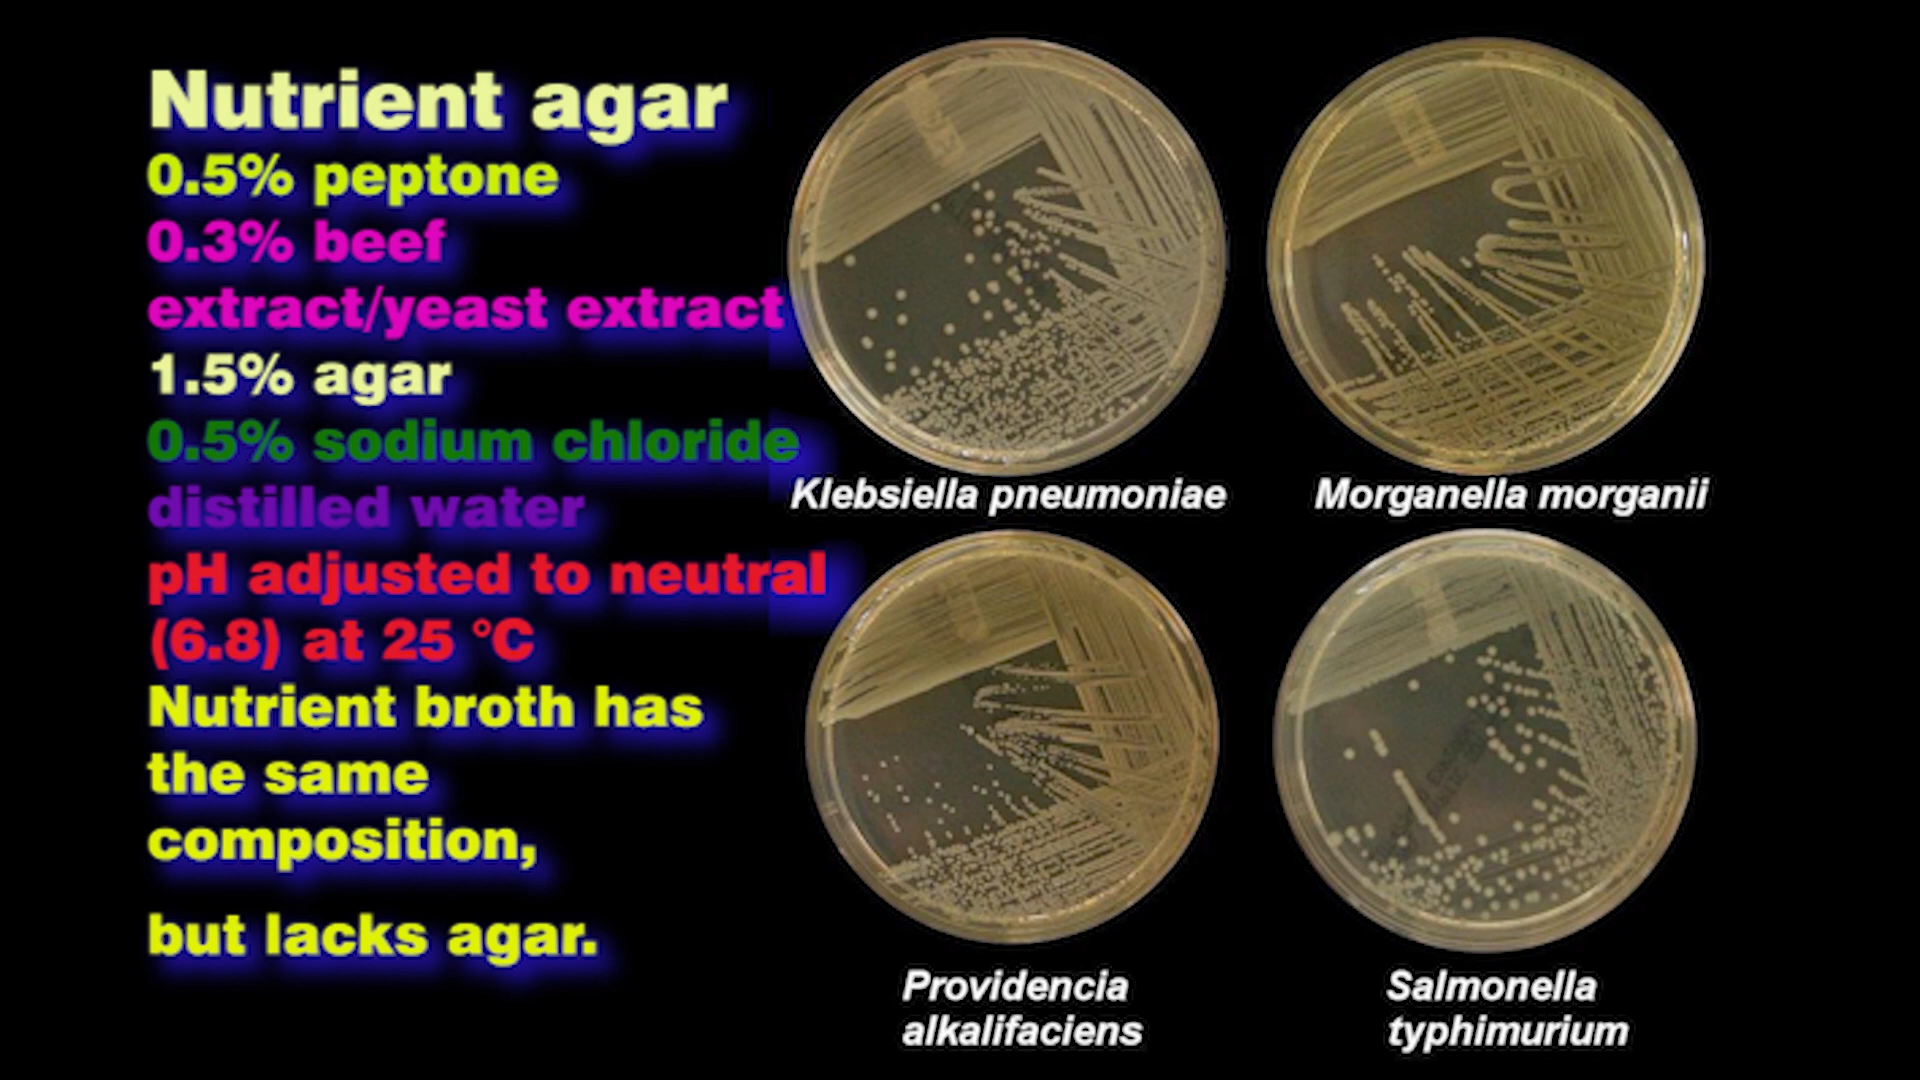 Nutrient agar
0.5% peptone
0.3% beef
extract/yeast extract
1.5% agar
0.5% sodium chloride
distilled water
pH adjusted to neutral
(6.8) at 25 °C
Nutrient broth has
the same
composition,
but lacks agar.
Klebsiella pneumoniae
Morganella morganii
Providencia
alkalifaciens
Salmonella
typhimurium